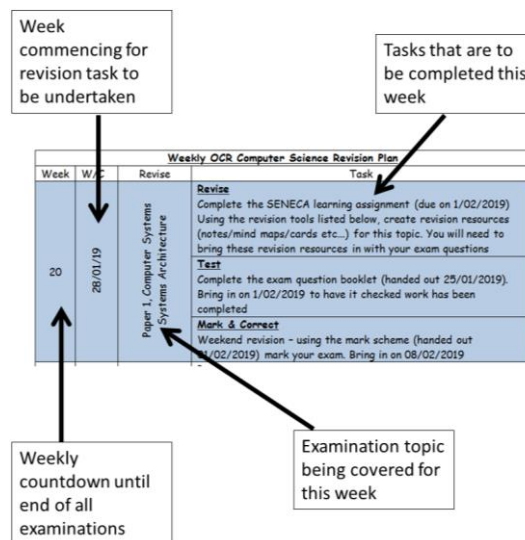 Week
commencing for
revision task to
be undertaken
Tasks that are to
be completed this
week
Weekly OCR Computer Science Revision Plan
Week W/C Revise Task
20
28/01/19
Paper 1, Computer Systems
Systems Architecture
Revise
Complete the SENECA learning assignment (due on 1/02/2019)
Using the revision tools listed below, create revision resources
(notes/mind maps/cards etc...) for this topic. You will need to
bring these revision resources in with your exam questions
Test
Complete the exam question booklet (handed out 25/01/2019).
Bring in on 1/02/2019 to have it checked work has been
completed
Mark & Correct
Weekend revision – using the mark scheme (handed out
/02/2019) mark your exam. Bring in on 08/02/2019
Weekly
countdown until
end of all
examinations
Examination topic
being covered for
this week